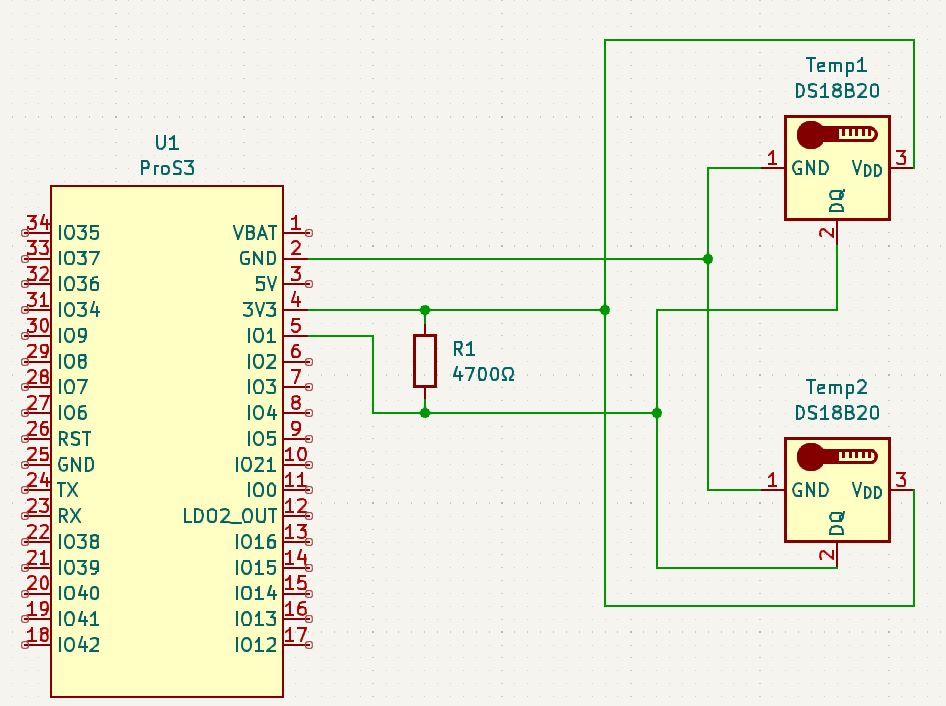 U1
ProS3
34 IO35 VBAT 1
33 IO37 GND 2
32 IO36 5V 3
31 IO34 3V3 4
30 IO9 IO1 5
29 IO8 IO2 6
28 IO7 IO3 7
27 IO6 IO4 8
26 RST IO5 9
25 GND IO21 10
24 TX IO0 11
23 RX LDO2_OUT 12
22 IO38 IO16 13
21 IO39 IO15 14
20 IO40 IO14 15
19 IO41 IO13 16
18 IO42 IO12 17
R1
4700Ω
Temp1
DS18B20
1 GND VDD 3
DQ
2
Temp2
DS18B20
1 GND VDD 3
DQ
2